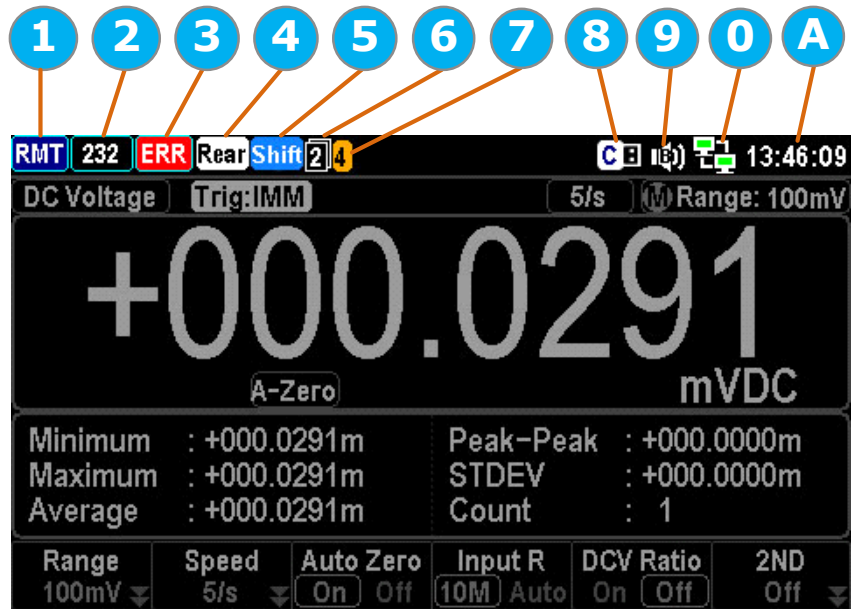 1 2 3 4 5 6 7 8 9 0 A
RMT 232 ERR Rear Shift 2 4 C B 13:46:09
DC Voltage Trig:IMM 5/s M Range: 100mV
+000.0291
A-Zero mVDC
Minimum : +000.0291m Peak-Peak : +000.0000m
Maximum : +000.0291m STDEV : +000.0000m
Average : +000.0291m Count : 1
Range Speed Auto Zero Input R DCV Ratio 2ND
100mV 5/s On Off 10M Auto On Off Off